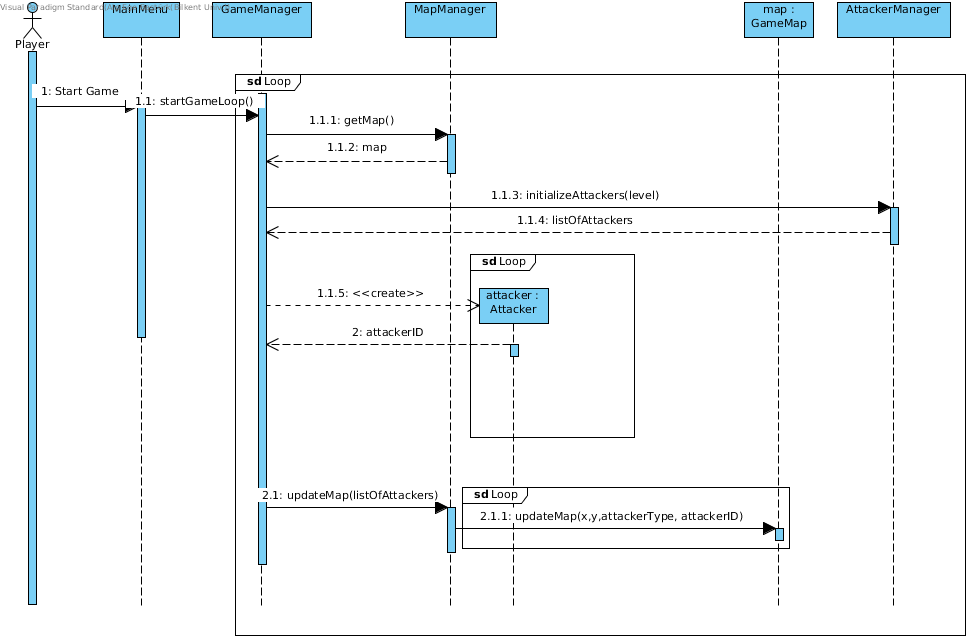 Visual Paradigm Standard
Bilkent Univ
MainMenu
GameManager
MapManager
map :
GameMap
AttackerManager
Player
sd Loop
1: Start Game
1.1: startGameLoop()
1.1.1: getMap()
1.1.2: map
1.1.3: initializeAttackers(level)
1.1.4: listOfAttackers
sd Loop
1.1.5: <<create>>
attacker :
Attacker
2: attackerID
2.1: updateMap(listOfAttackers)
sd Loop
2.1.1: updateMap(x,y,attackerType, attackerID)